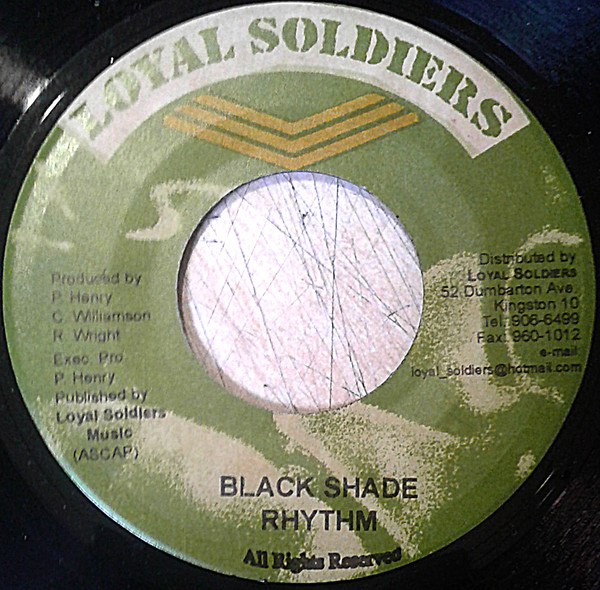 LOYAL SOLDIERS
Produced by
P. Henry
C. Williamson
R. Wright
Exec. Pro.
P. Henry
Published by
Loyal Soldiers
Music
(ASCAP)
Distributed by
LOYAL SOLDIERS
52 Dumbarton Ave.
Kingston 10
Tel: 906-6499
Fax: 960-1012
e-mail:
loyal_soldiers@hotmail.com
BLACK SHADE
RHYTHM
All Rights Reserved